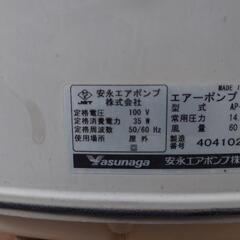 JET
安永エアポンプ
株式会社
定格電圧 100 V
定格消費電力 35 W
定格周波数 50/60 Hz
使用場所 屋外
Yasunaga
MADE
エアーポンプ
型式 AP-
常用圧力 14.
風量 60
製造番号 404102
安永エアポンプ株